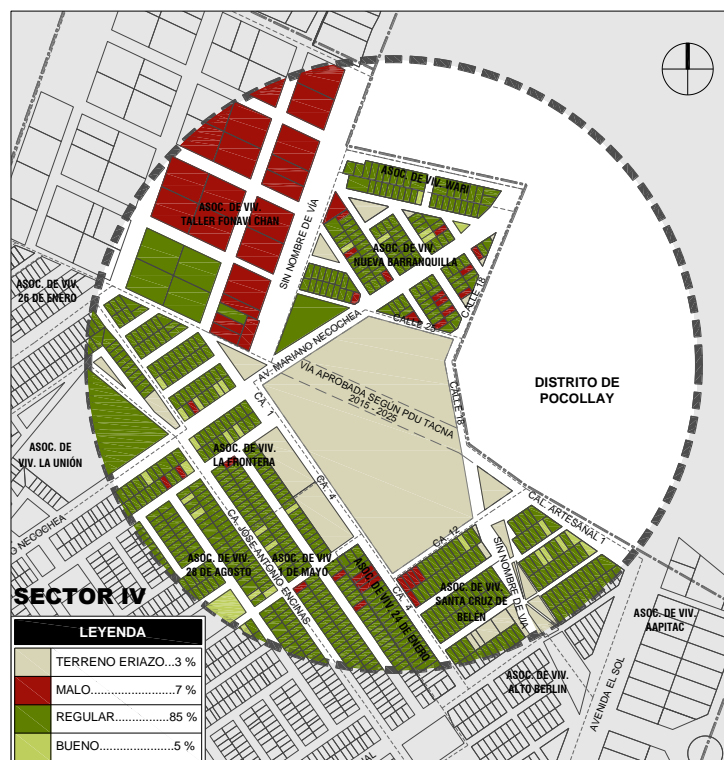 ASOC. DE VIV. WARI
ASOC. DE VIV.
TALLER FONAVI CHAN
SIN NOMBRE DE VÍA
ASOC. DE VIV.
NUEVA BARRANQUILLA
CALLE 18
ASOC. DE VIV.
26 DE ENERO
CALLE 25
AV. MARIANO NECOCHEA
VIA APROBADA SEGÚN PDU TACNA
2015 - 2025
CALLE 18
DISTRITO DE
POCOLLAY
CA. 1
ASOC. DE
VIV. LA UNIÓN
ASOC. DE VIV.
LA FRONTERA
CA. 4
CAL. ARTESANAL 1
NECOCHEA
CA. 12
SIN NOMBRE DE VIA
CA. JOSE ANTONIO ENCINAS
ASOC. DE VIV.
28 DE AGOSTO
ASOC. DE VIV.
1 DE MAYO
ASOC. DE VIV. 24 DE ENERO
CA. 4
ASOC. DE VIV.
SANTA CRUZ DE
BELEN
ASOC. DE VIV.
AAPITAC
SECTOR IV
ASOC. DE VIV.
ALTO BERLIN
AVENIDA EL SOL
LEYENDA
TERRENO ERIAZO...3 %
MALO......................7 %
REGULAR...............85 %
BUENO....................5 %